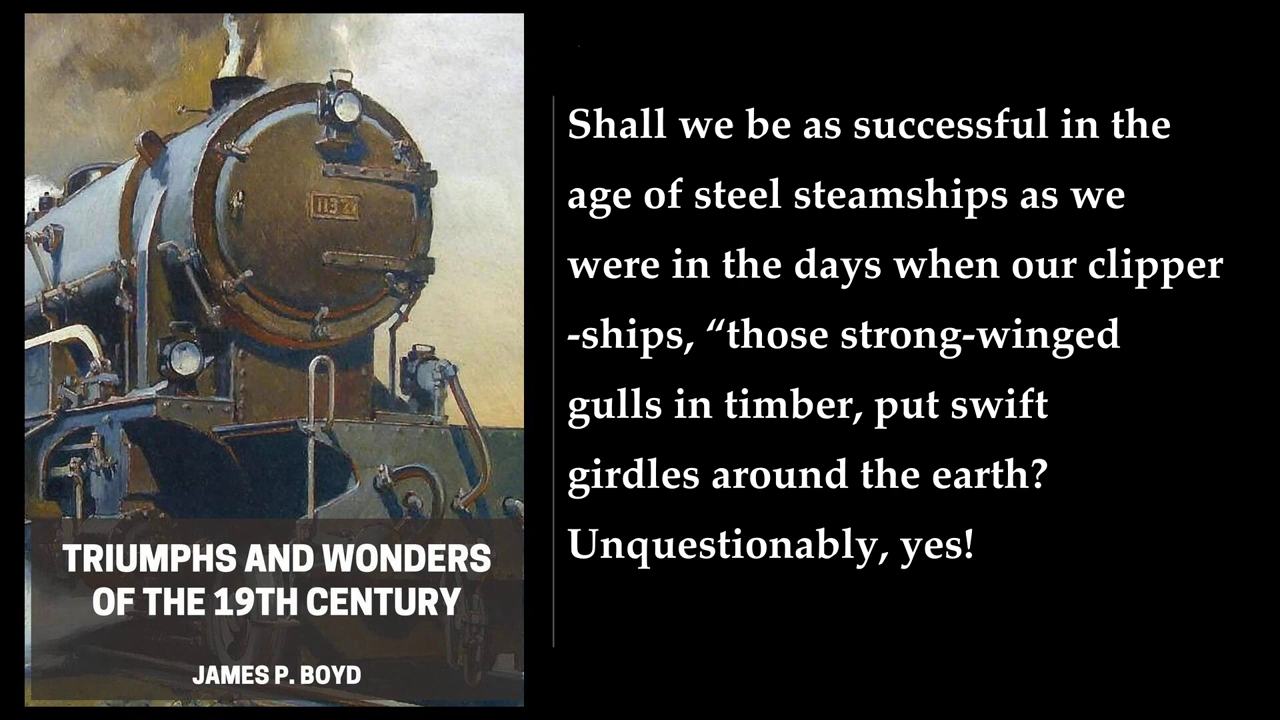 Shall we be as successful in the
age of steel steamships as we
were in the days when our clipper
-ships, “those strong-winged
gulls in timber, put swift
girdles around the earth?
Unquestionably, yes!
1132
TRIUMPHS AND WONDERS
OF THE 19TH CENTURY
JAMES P. BOYD